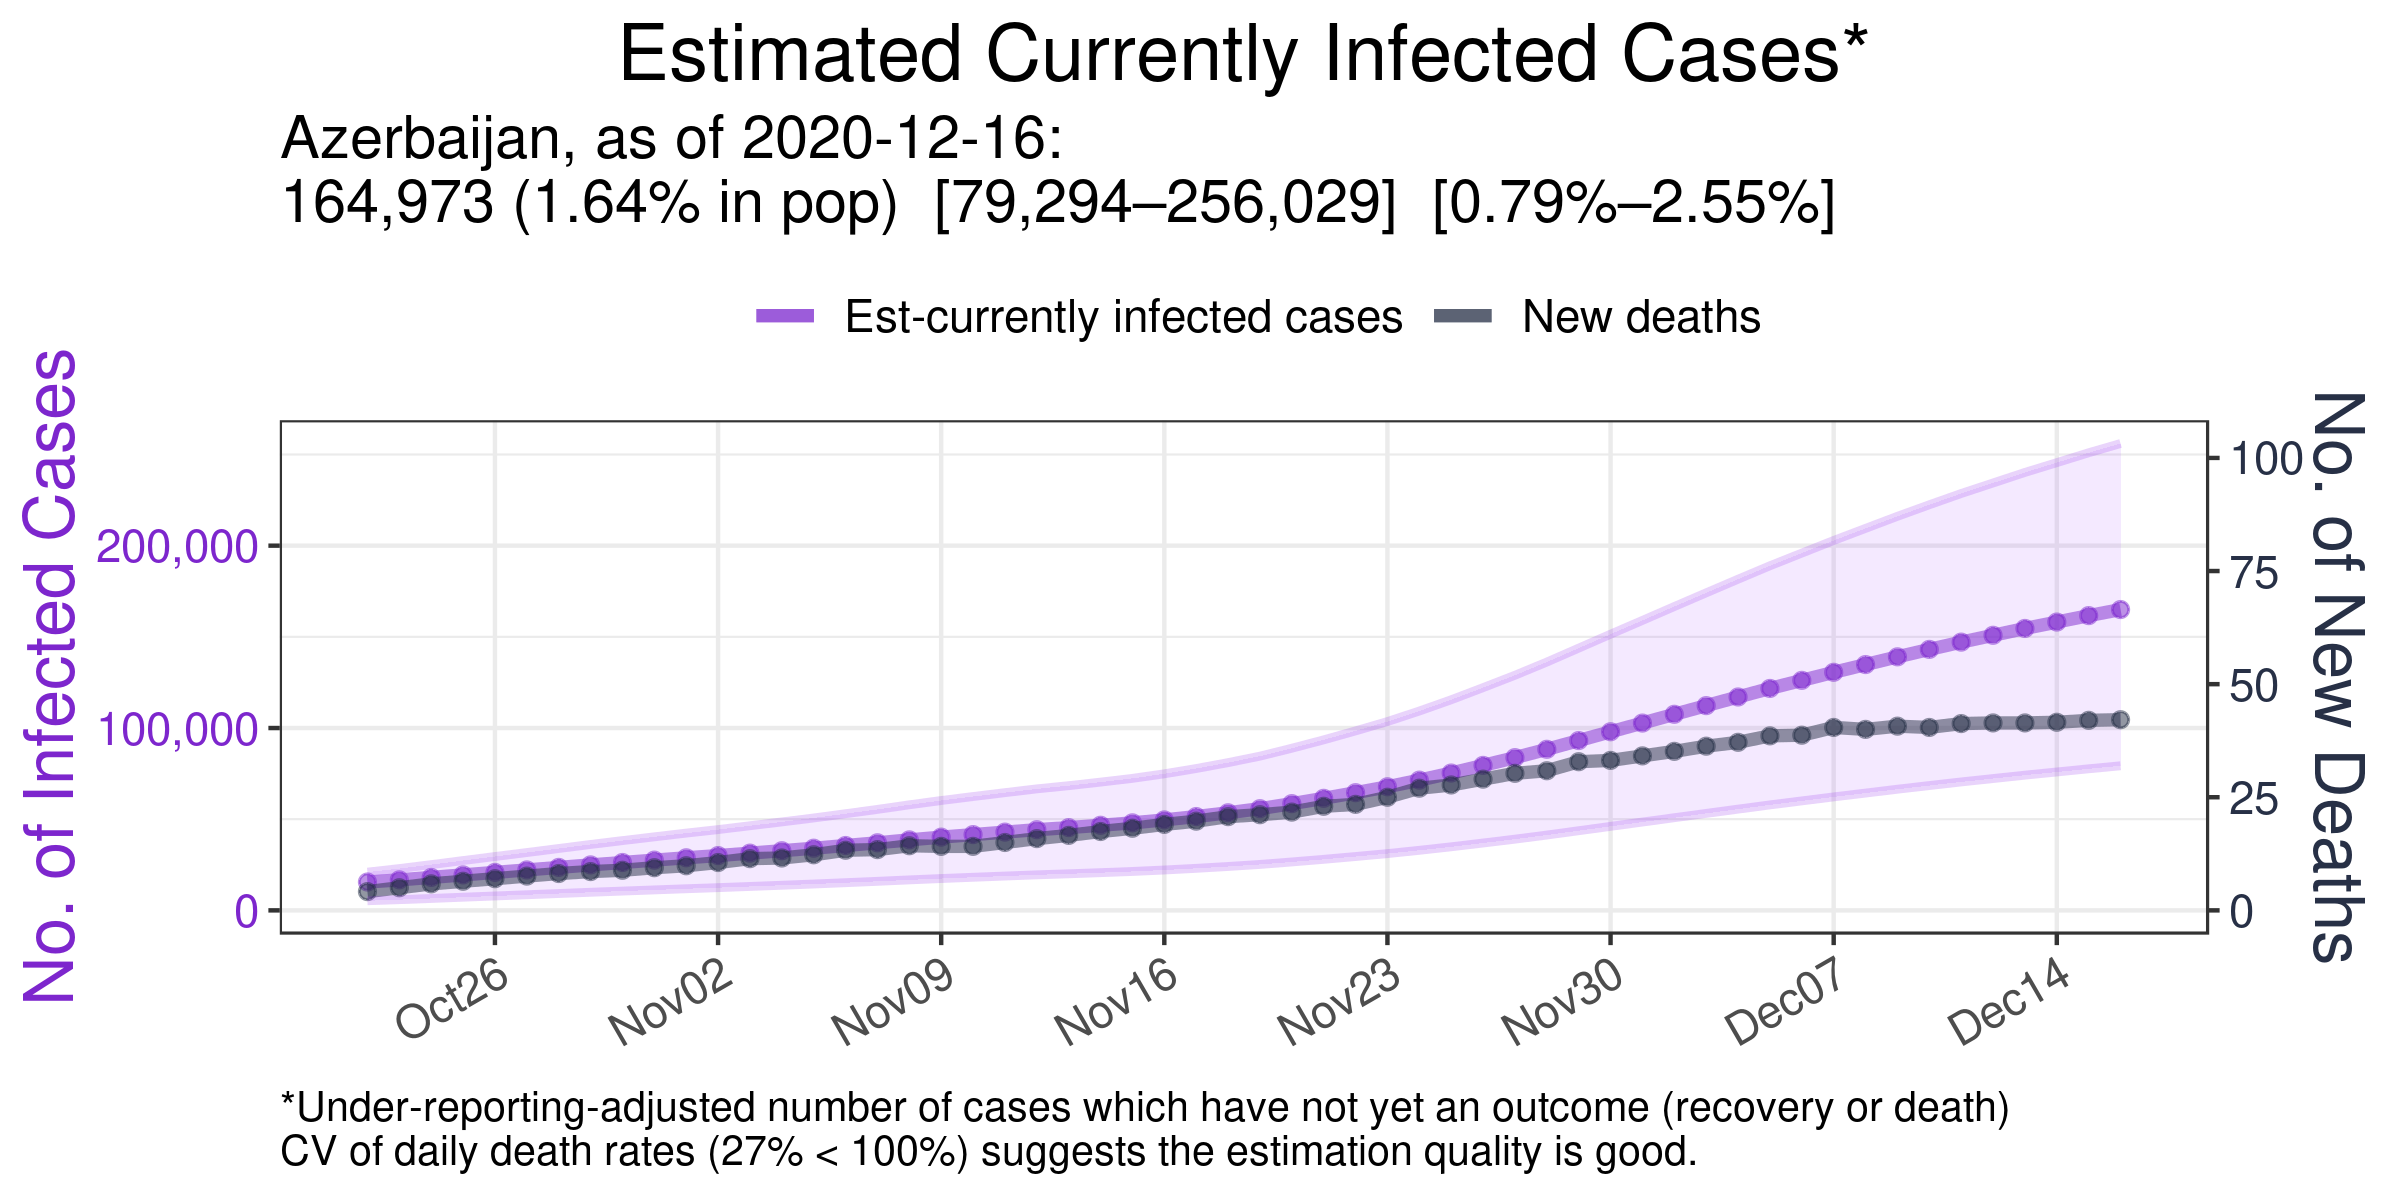 Estimated Currently Infected Cases*
Azerbaijan, as of 2020-12-16:
164,973 (1.64% in pop)  [79,294–256,029]  [0.79%–2.55%]
Est-currently infected cases
New deaths
No. of Infected Cases
200,000
100,000
0
100
75
50
25
0
No. of New Deaths
Oct26
Nov02
Nov09
Nov16
Nov23
Nov30
Dec07
Dec14
*Under-reporting-adjusted number of cases which have not yet an outcome (recovery or death)
CV of daily death rates (27% < 100%) suggests the estimation quality is good.